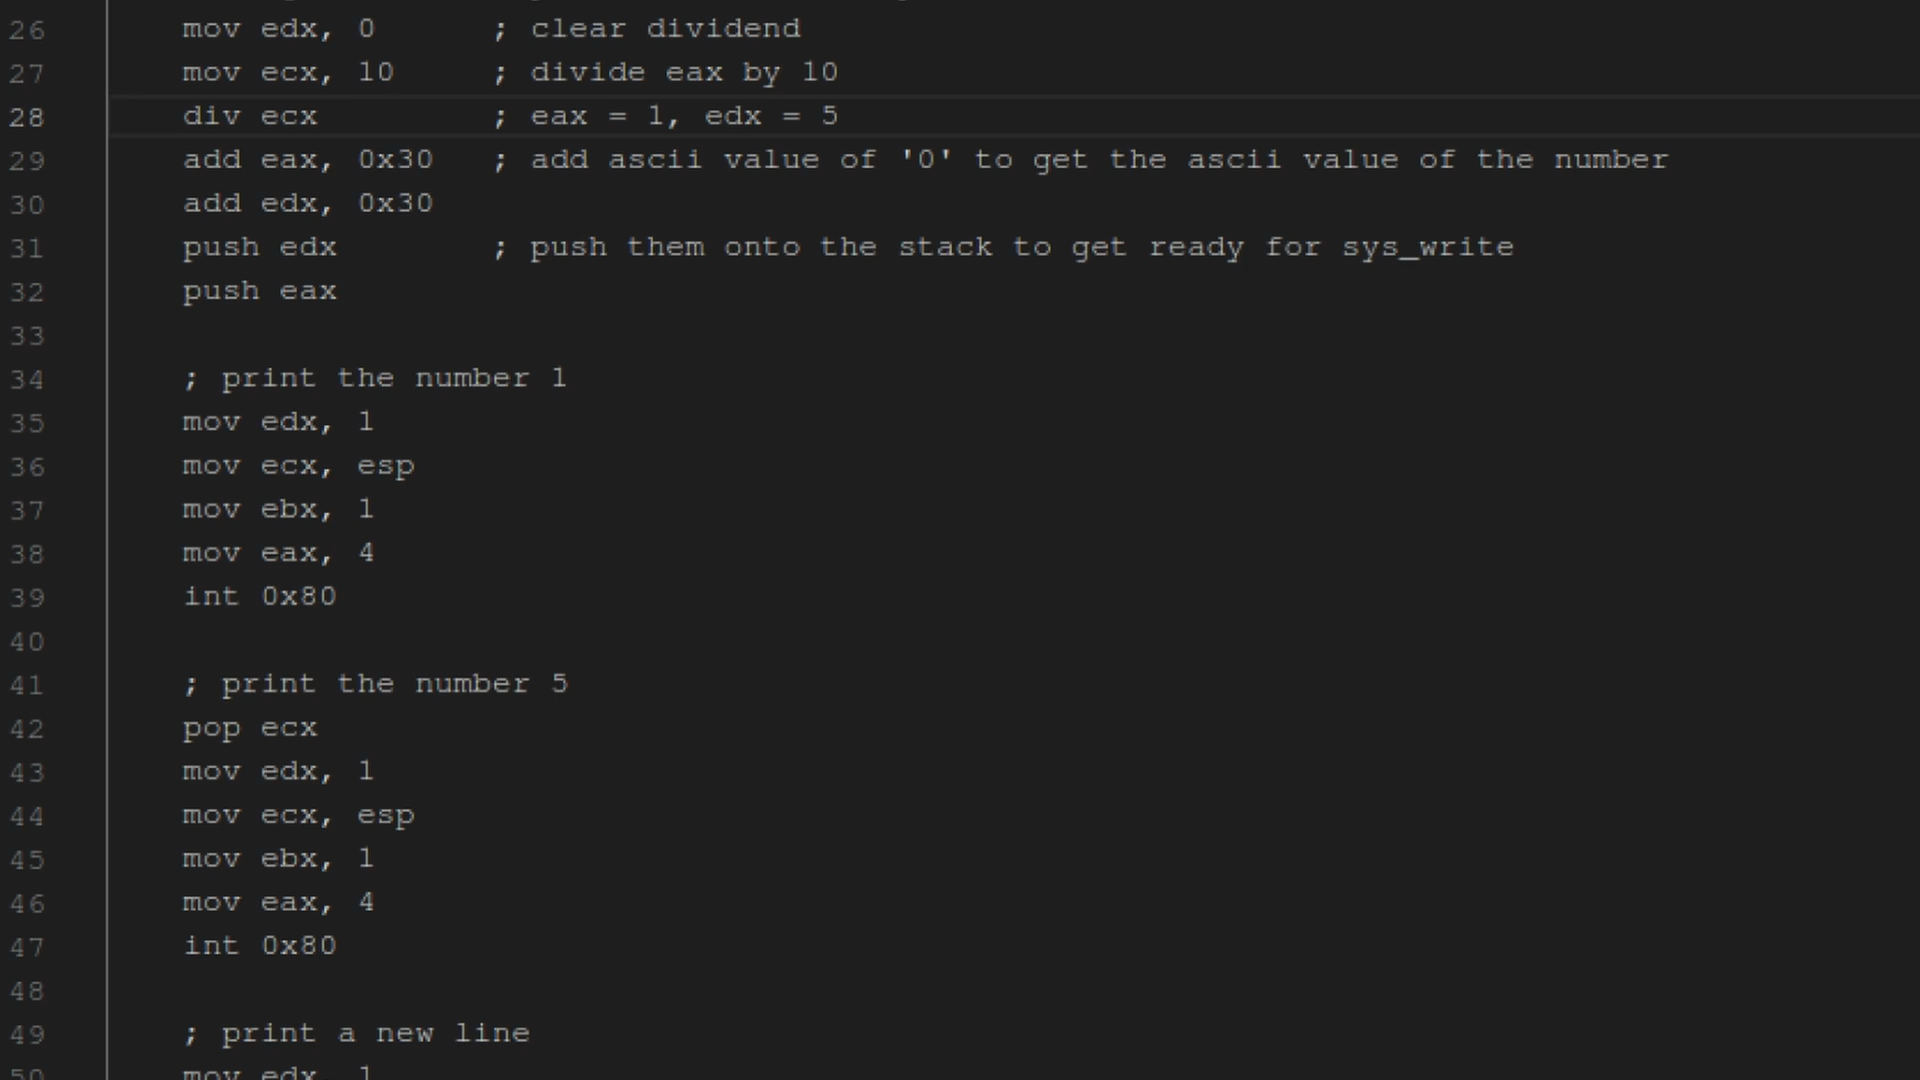 26 mov edx, 0 ; clear dividend
27 mov ecx, 10 ; divide eax by 10
28 div ecx ; eax = 1, edx = 5
29 add eax, 0x30 ; add ascii value of '0' to get the ascii value of the number
30 add edx, 0x30
31 push edx ; push them onto the stack to get ready for sys_write
32 push eax
33
34 ; print the number 1
35 mov edx, 1
36 mov ecx, esp
37 mov ebx, 1
38 mov eax, 4
39 int 0x80
40
41 ; print the number 5
42 pop ecx
43 mov edx, 1
44 mov ecx, esp
45 mov ebx, 1
46 mov eax, 4
47 int 0x80
48
49 ; print a new line
50 mov edx, 1